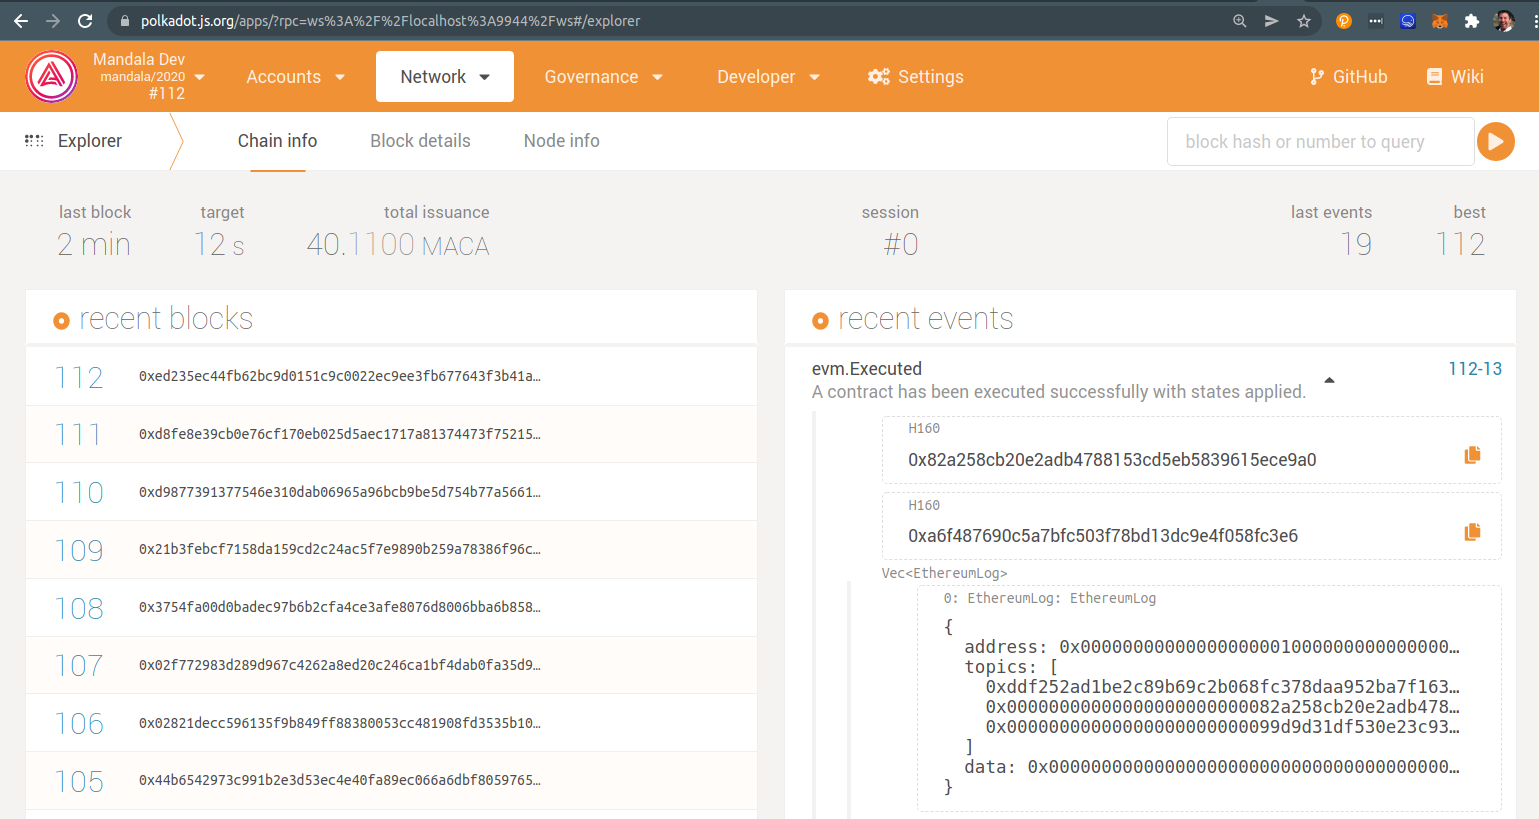 polkadot.js.org/apps/?rpc=ws%3A%2F%2Flocalhost%3A9944%2Fws#/explorer
Mandala Dev
mandala/2020
#112
Accounts
Network
Governance
Developer
Settings
GitHub
Wiki
Explorer
Chain info
Block details
Node info
block hash or number to query
last block
2 min
target
12 s
total issuance
40.1100 MACA
session
#0
last events
19
best
112
recent blocks
112 0xed235ec44fb62bc9d0151c9c0022ec9ee3fb677643f3b41a…
111 0xd8fe8e39cb0e76cf170eb025d5aec1717a81374473f75215…
110 0xd9877391377546e310dab06965a96bcb9be5d754b77a5661…
109 0x21b3febcf7158da159cd2c24ac5f7e9890b259a78386f96c…
108 0x3754fa00d0badec97b6b2cfa4ce3afe8076d8006bba6b858…
107 0x02f772983d289d967c4262a8ed20c246ca1bf4dab0fa35d9…
106 0x02821decc596135f9b849ff88380053cc481908fd3535b10…
105 0x44b6542973c991b2e3d53ec4e40fa89ec066a6dbf8059765…
recent events
evm.Executed
112-13
A contract has been executed successfully with states applied.
H160
0x82a258cb20e2adb4788153cd5eb5839615ece9a0
H160
0xa6f487690c5a7bfc503f78bd13dc9e4f058fc3e6
Vec<EthereumLog>
0: EthereumLog: EthereumLog
{
address: 0x00000000000000000001000000000000000…
topics: [
0xddf252ad1be2c89b69c2b068fc378daa952ba7f163…
0x00000000000000000000000082a258cb20e2adb478…
0x00000000000000000000000099d9d31df530e23c93…
]
data: 0x00000000000000000000000000000000000000…
}